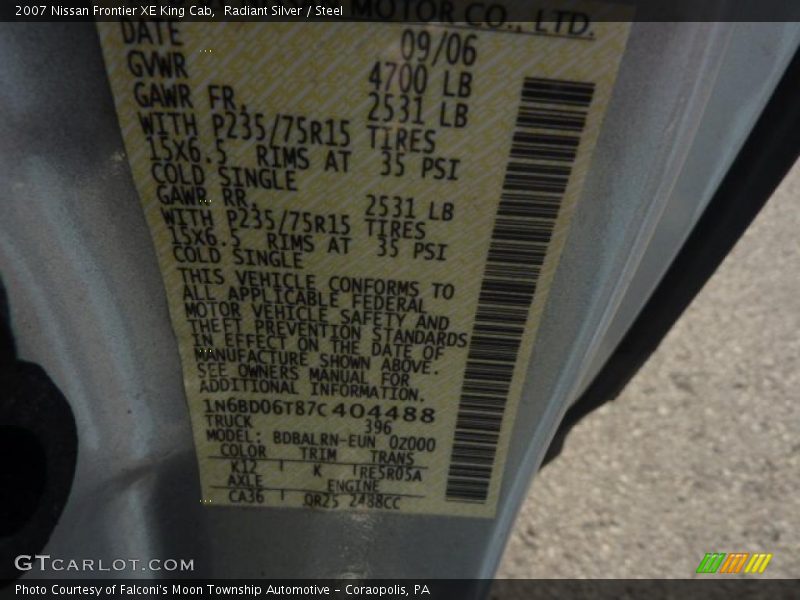 2007 Nissan Frontier XE King Cab,  Radiant Silver / Steel
MOTOR CO., LTD.
DATE 09/06
GVWR 4700 LB
GAWR FR. 2531 LB
WITH P235/75R15 TIRES
15X6.5 RIMS AT 35 PSI
COLD SINGLE
GAWR RR. 2531 LB
WITH P235/75R15 TIRES
15X6.5 RIMS AT 35 PSI
COLD SINGLE
THIS VEHICLE CONFORMS TO
ALL APPLICABLE FEDERAL
MOTOR VEHICLE SAFETY AND
THEFT PREVENTION STANDARDS
IN EFFECT ON THE DATE OF
MANUFACTURE SHOWN ABOVE.
SEE OWNERS MANUAL FOR
ADDITIONAL INFORMATION.
1N6BD06T87C404488
TRUCK 396
MODEL: BDBALRN-EUN 0Z000
COLOR TRIM TRANS
K12 K RE5R05A
AXLE ENGINE
CA36 QR25 2488CC
GTCARLOT.COM
Photo Courtesy of Falconi's Moon Township Automotive - Coraopolis, PA